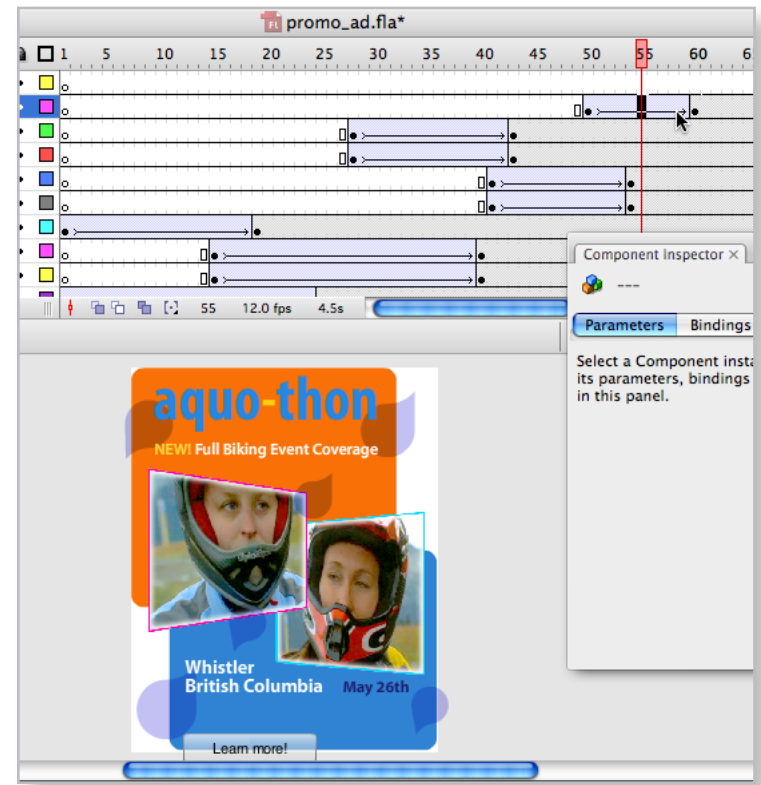 FL promo_ad.fla*
1 5 10 15 20 25 30 35 40 45 50 55 60 6
55 12.0 fps 4.5s
Component Inspector ×
---
Parameters Bindings
Select a Component insta
its parameters, bindings
in this panel.
aquo-thon
NEW! Full Biking Event Coverage
Whistler
British Columbia May 26th
Learn more!